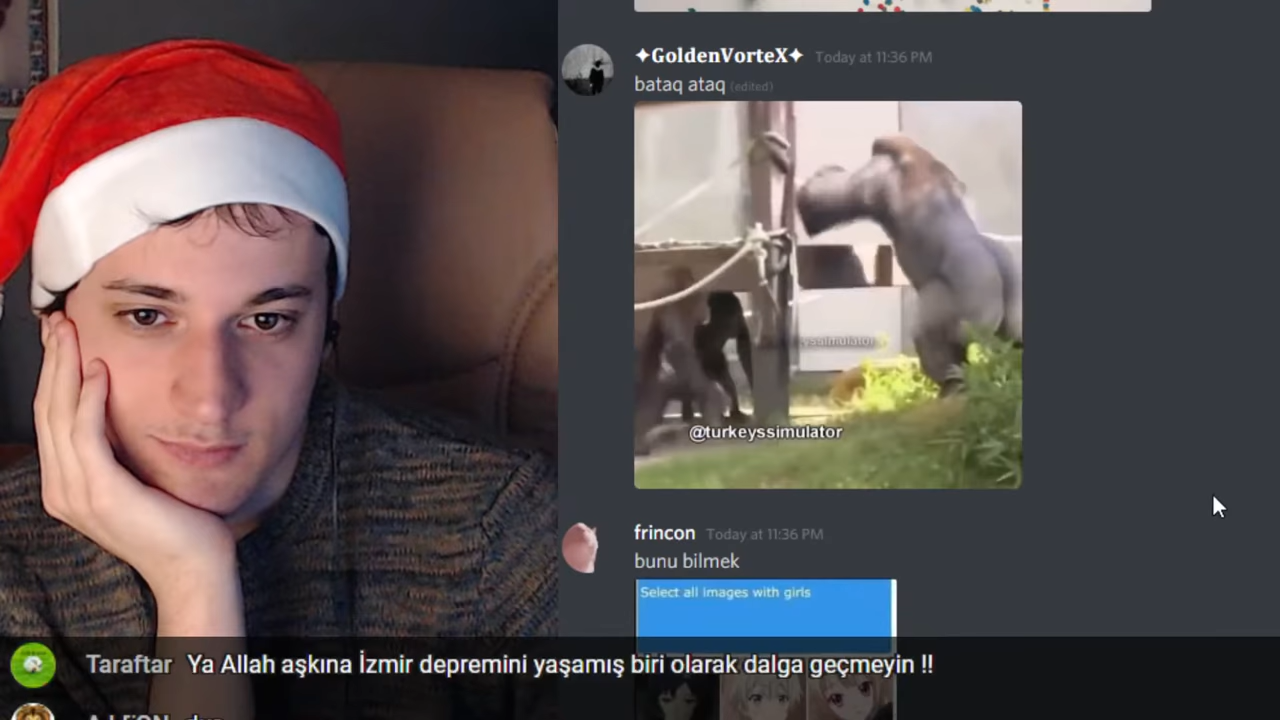 ✦GoldenVorteX✦ Today at 11:36 PM
bataq ataq (edited)
@turkeyssimulator
frincon Today at 11:36 PM
bunu bilmek
Select all images with girls
Taraftar Ya Allah aşkına İzmir depremini yaşamış biri olarak dalga geçmeyin !!